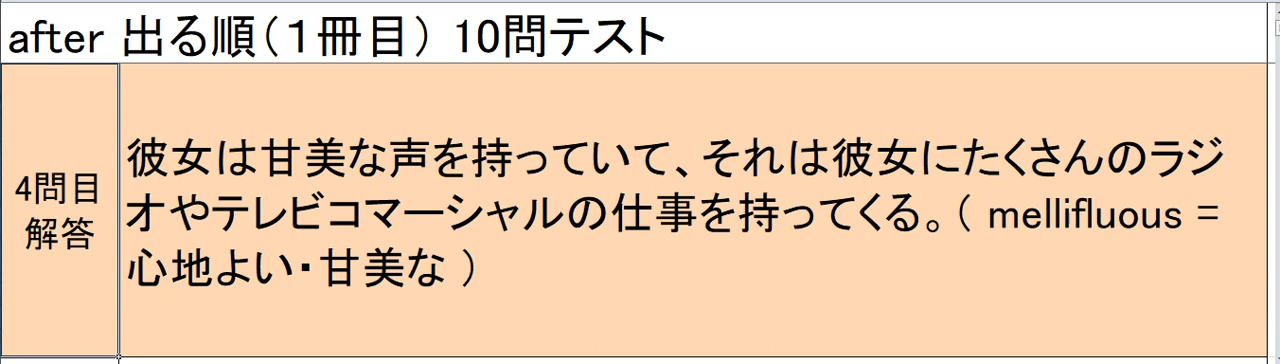 after 出る順（１冊目） 10問テスト
4問目
解答
彼女は甘美な声を持っていて、それは彼女にたくさんのラジ
オやテレビコマーシャルの仕事を持ってくる。（ mellifluous =
心地よい・甘美な ）